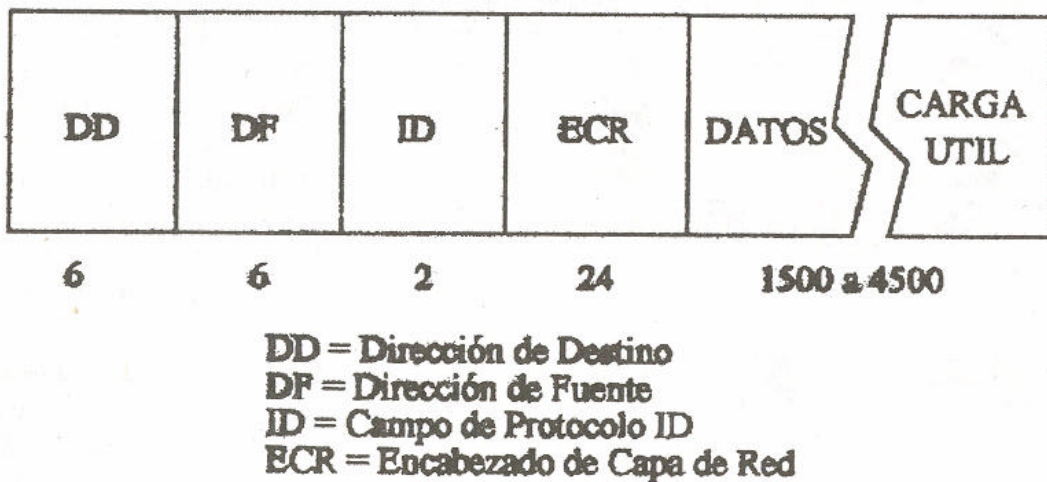 DD DF ID ECR DATOS CARGA UTIL
6 6 2 24 1500 a 4500
DD = Dirección de Destino
DF = Dirección de Fuente
ID = Campo de Protocolo ID
ECR = Encabezado de Capa de Red